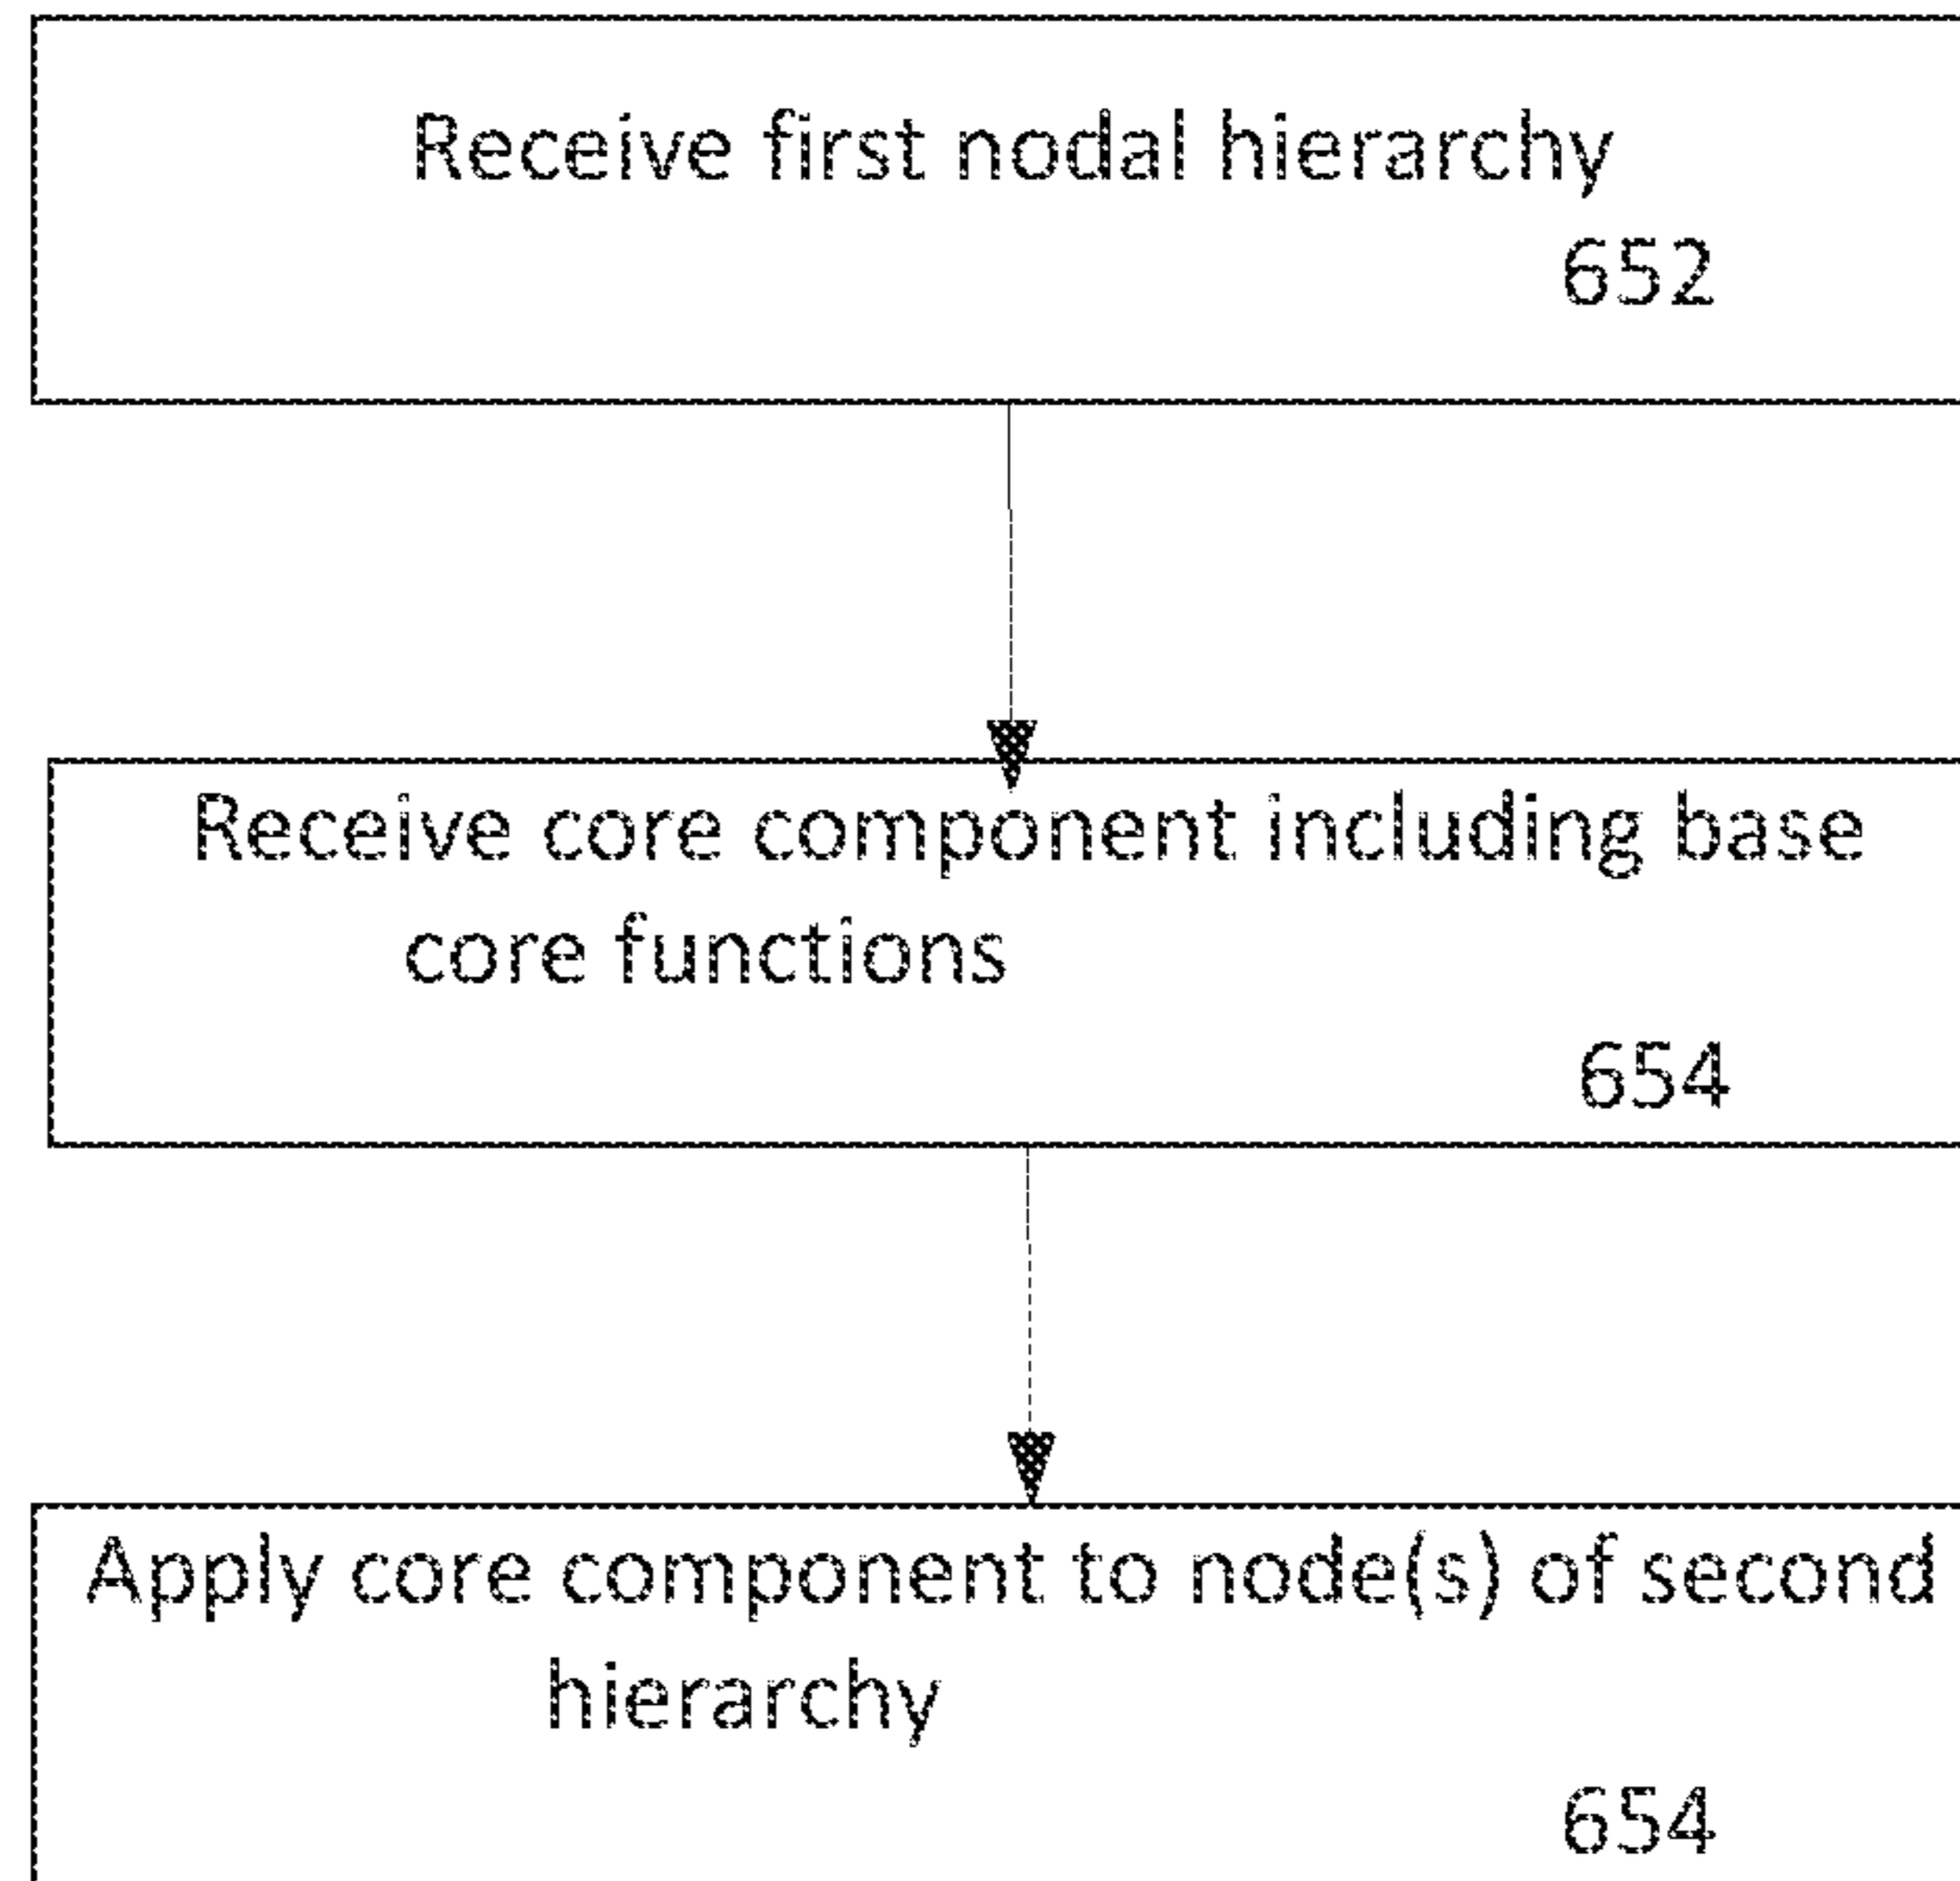 Receive first nodal hierarchy
652
Receive core component including base
core functions
654
Apply core component to node(s) of second
hierarchy
654